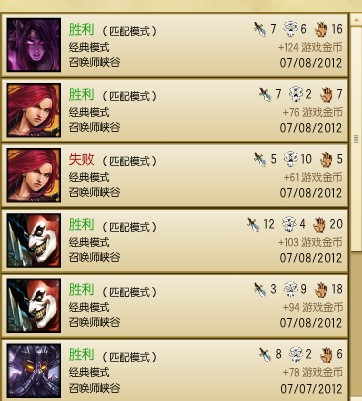 胜利 (匹配模式) 7 6 16
经典模式 +124 游戏金币
召唤师峡谷 07/08/2012
胜利 (匹配模式) 7 2 7
经典模式 +76 游戏金币
召唤师峡谷 07/08/2012
失败 (匹配模式) 5 10 5
经典模式 +61 游戏金币
召唤师峡谷 07/08/2012
胜利 (匹配模式) 12 4 20
经典模式 +103 游戏金币
召唤师峡谷 07/08/2012
胜利 (匹配模式) 3 9 18
经典模式 +94 游戏金币
召唤师峡谷 07/08/2012
胜利 (匹配模式) 8 2 6
经典模式 +78 游戏金币
召唤师峡谷 07/07/2012